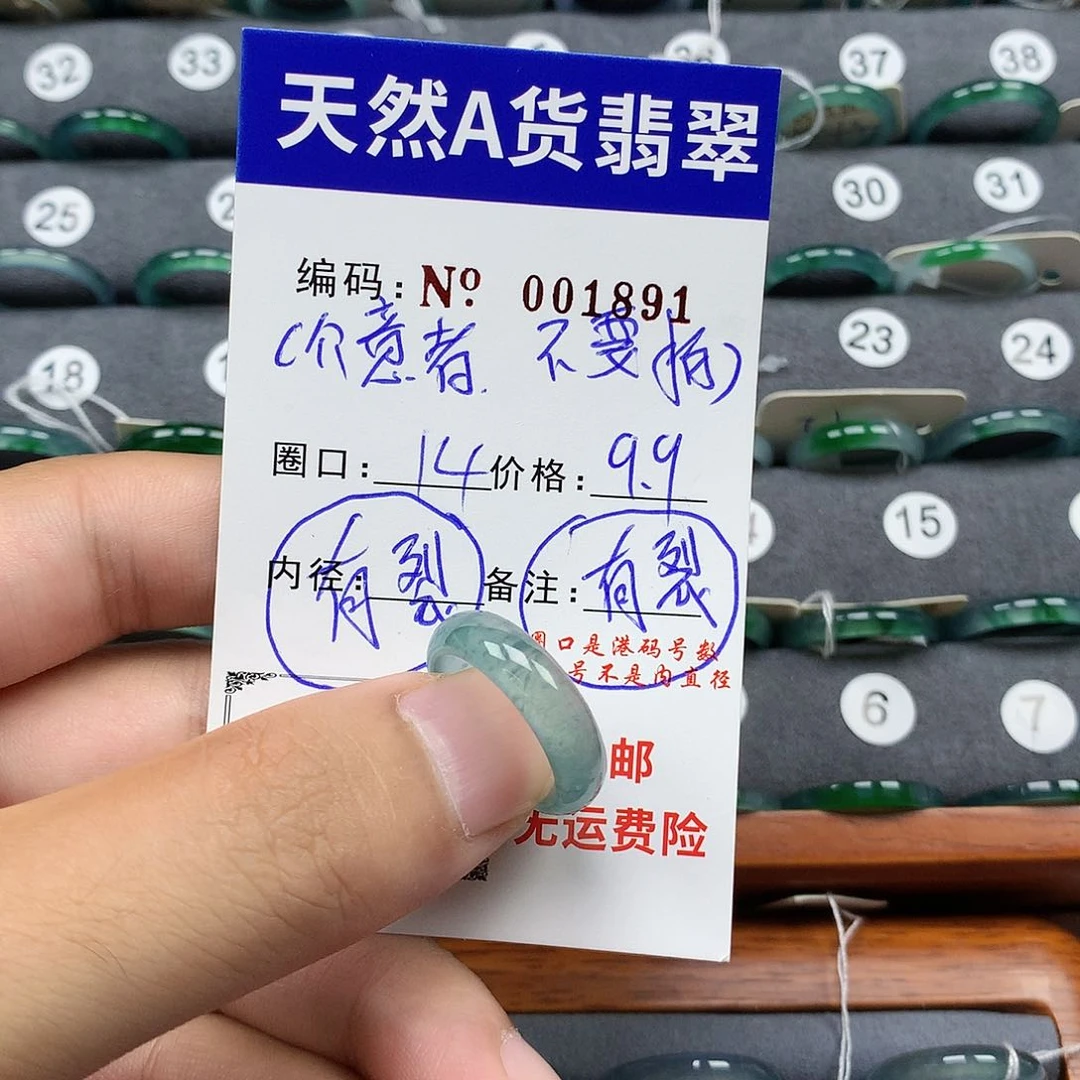 天然A货翡翠
编码：Nº 001891
（介意者 不要拍）
圈口：14 价格：9.9
内径：有裂 备注：有裂
圈口是港码号数
号不是内直径
邮
无运费险
32
33
36
37
38
25
30
31
18
23
24
15
6
7